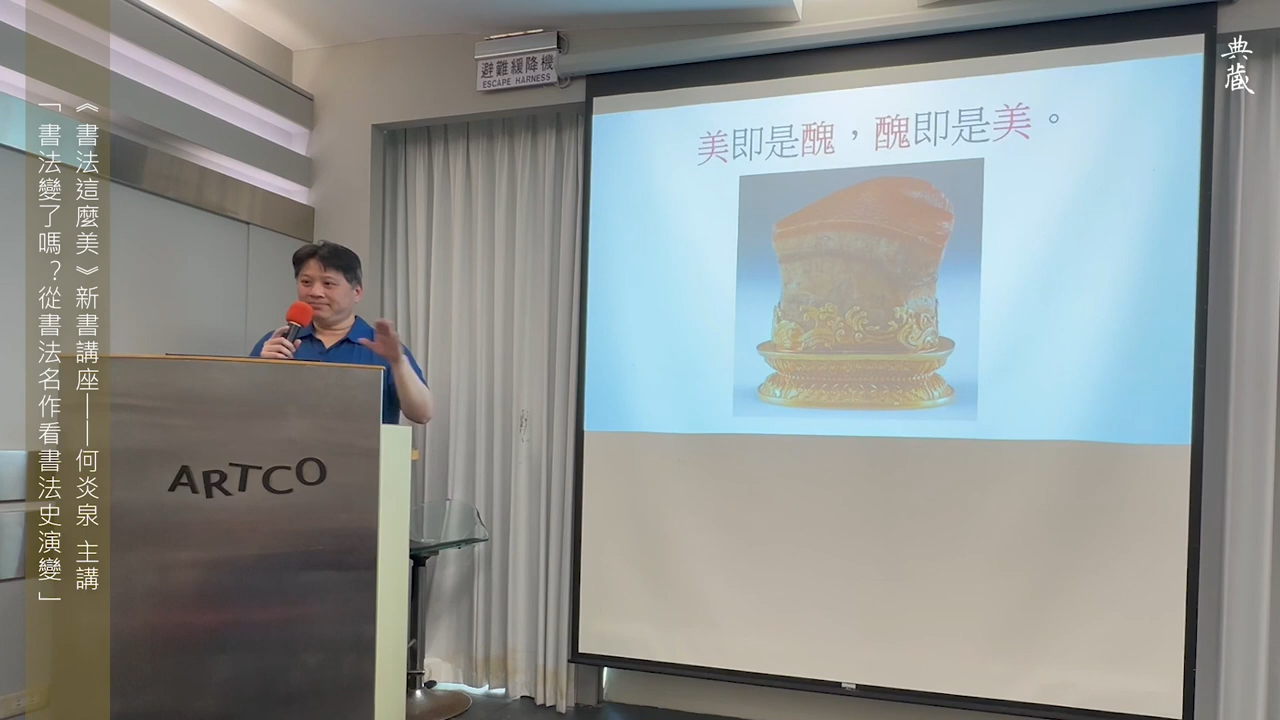 《書法這麼美》新書講座——何炎泉 主講
「書法變了嗎？從書法名作看書法史演變」
避難緩降機
ESCAPE HARNESS
美即是醜，醜即是美。
典藏
ARTCO